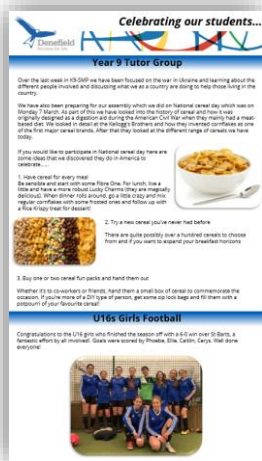 Celebrating our students...
Denefield
Year 9 Tutor Group
Over the last week in K9-SMP we have been focused on the war in Ukraine and learning about the
different people involved and discussing what we as a country are doing to help those living in the
country.
We have also been preparing for our assembly which we did on National cereal day which was on
Monday 7 March. As part of this we have looked into the history of cereal and how it was
originally designed as a digestion aid during the American Civil War when they mainly had a meat-
based diet. We looked in detail at the Kellogg's Brothers and how they invented cornflakes as one
of the first major cereal brands. After that they looked at the different range of cereals we have
today.
If you would like to participate in National cereal day here are
some ideas that we discovered they do in America to
celebrate......
1. Have cereal for every meal
Be sensible and start with some Fibre One. For lunch, live a
little and have a more robust Lucky Charms (they are magically
delicious). When dinner rolls around, go a little crazy and mix
regular cornflakes with some frosted ones and follow up with
a Rice Krispy treat for dessert!
2. Try a new cereal you've never had before
There are quite possibly over a hundred cereals to choose
from and if you want to expand your breakfast horizons
3. Buy one or two cereal fun packs and hand them out
Whether it's to co-workers or friends, hand them a small box of cereal to commemorate the
occasion. If you're more of a DIY type of person, get some zip lock bags and fill them with a
potpourri of your favourite cereal!
U16s Girls Football
Congratulations to the U16 girls who finished the season off with a 6-0 win over St Barts, a
fantastic effort by all involved!. Goals were scored by Phoebe, Ellie, Caitlin, Carys. Well done
everyone!